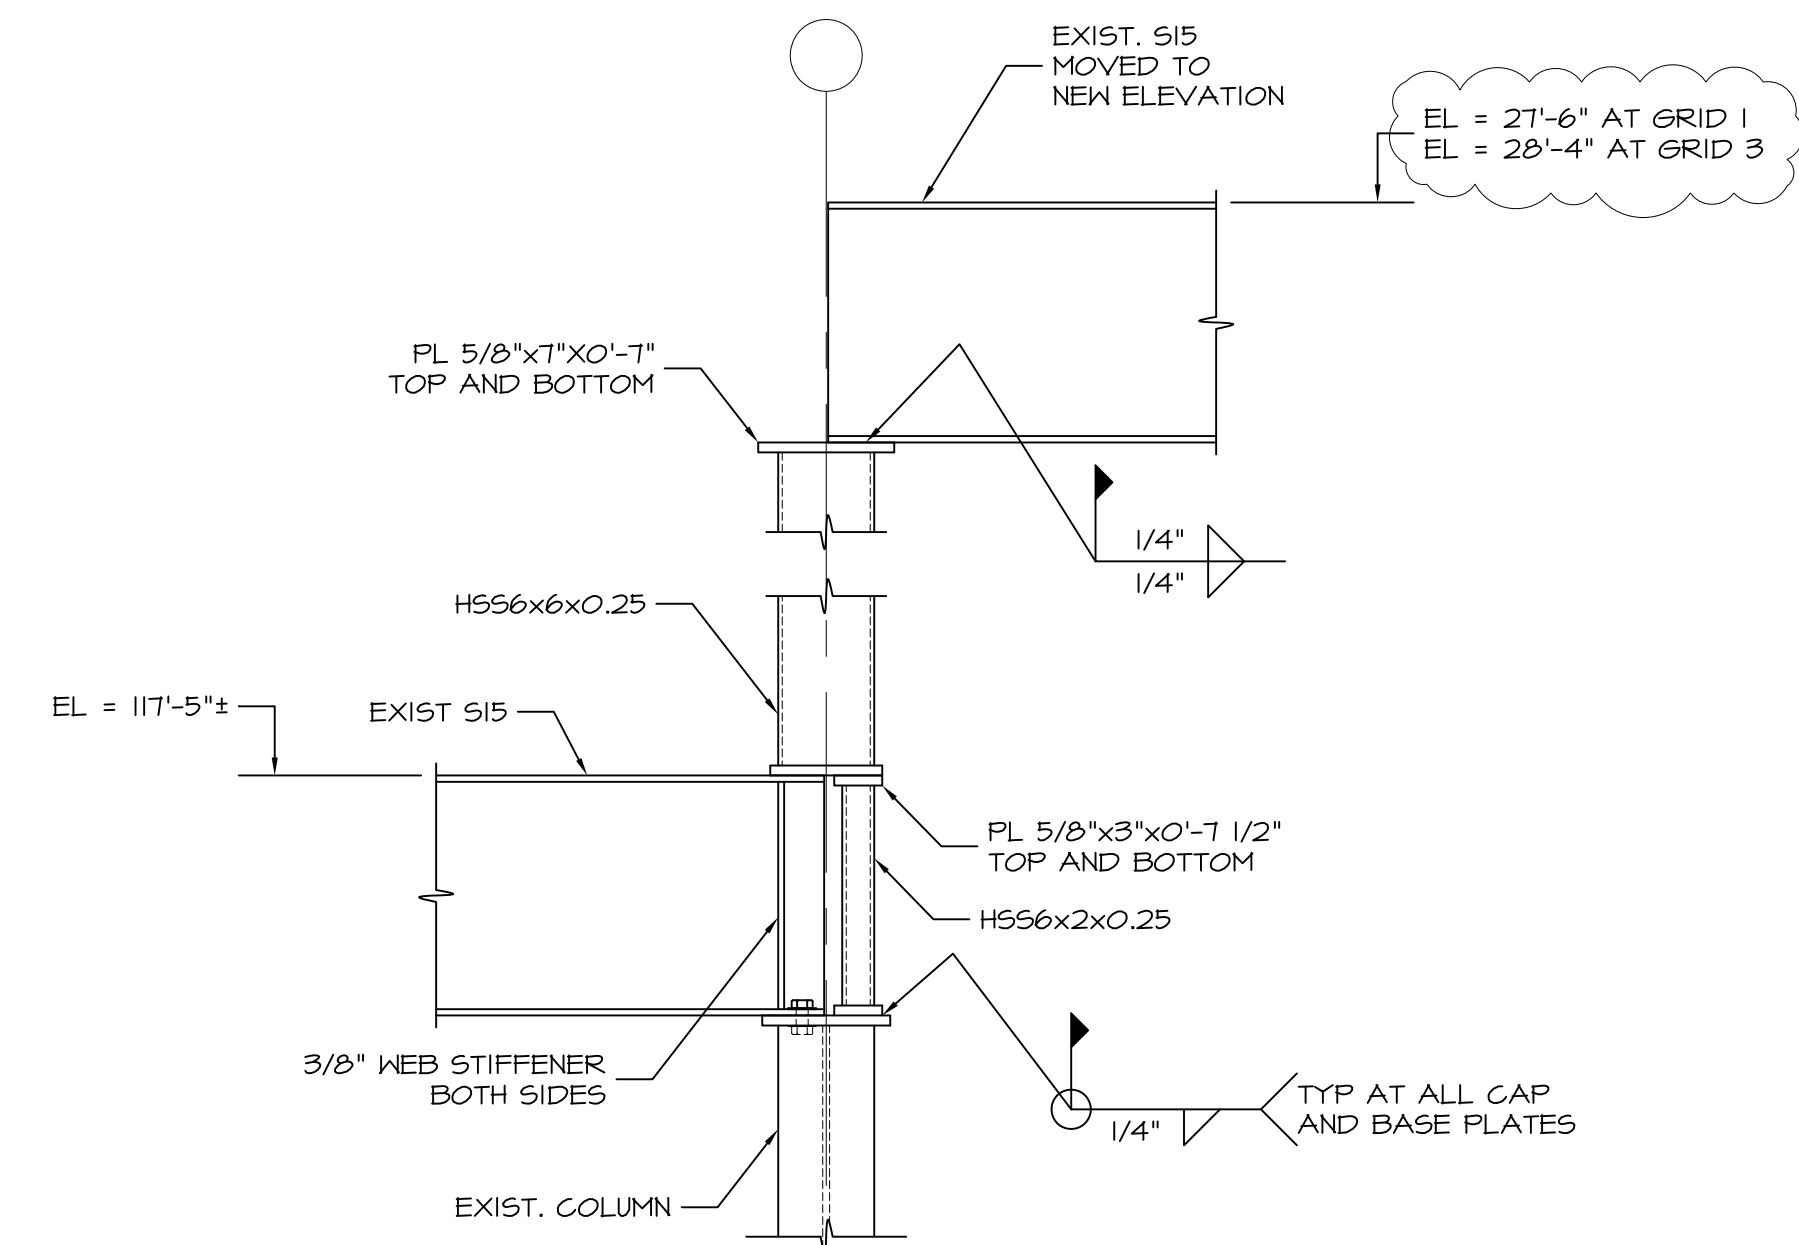 EXIST. S15
MOVED TO
NEW ELEVATION
EL = 27'-6" AT GRID 1
EL = 28'-4" AT GRID 3
PL 5/8"x7"X0'-7"
TOP AND BOTTOM
1/4"
1/4"
HSS6x6x0.25
EL = 117'-5"±
EXIST S15
PL 5/8"x3"x0'-7 1/2"
TOP AND BOTTOM
HSS6x2x0.25
3/8" WEB STIFFENER
BOTH SIDES
TYP AT ALL CAP
AND BASE PLATES
1/4"
EXIST. COLUMN